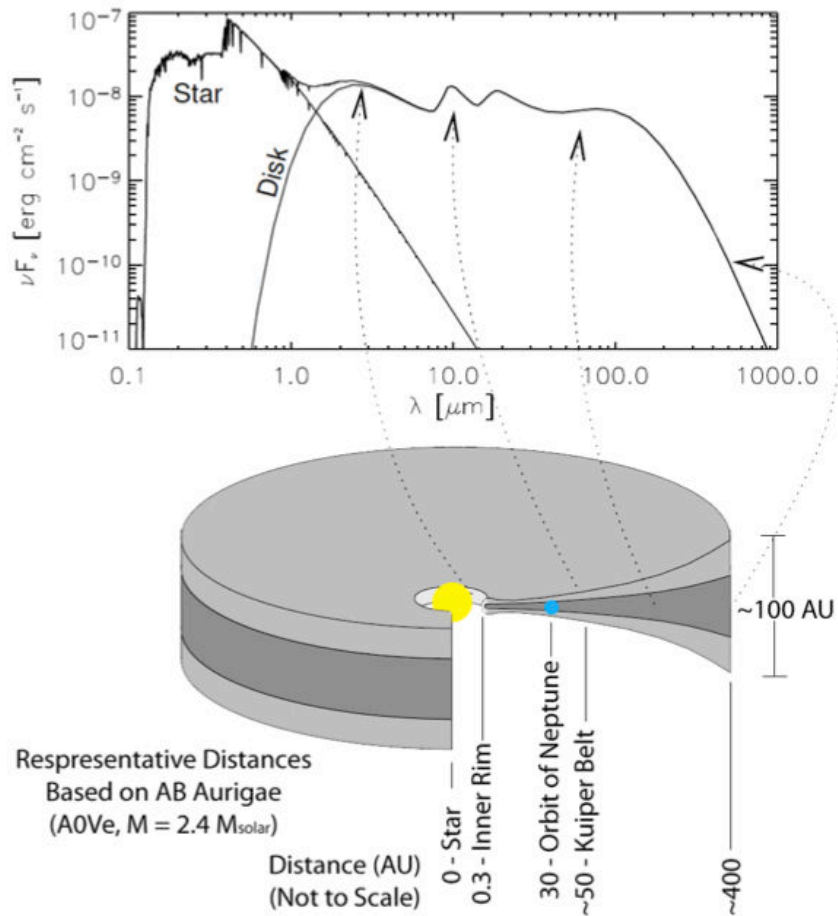 10⁻⁷
10⁻⁸
10⁻⁹
10⁻¹⁰
10⁻¹¹
νFν [erg cm⁻² s⁻¹]
Star
Disk
0.1 1.0 10.0 100.0 1000.0
λ [μm]
~100 AU
Respresentative Distances
Based on AB Aurigae
(A0Ve, M = 2.4 Msolar)
Distance (AU)
(Not to Scale)
0 - Star
0.3 - Inner Rim
30 - Orbit of Neptune
~50 - Kuiper Belt
~400